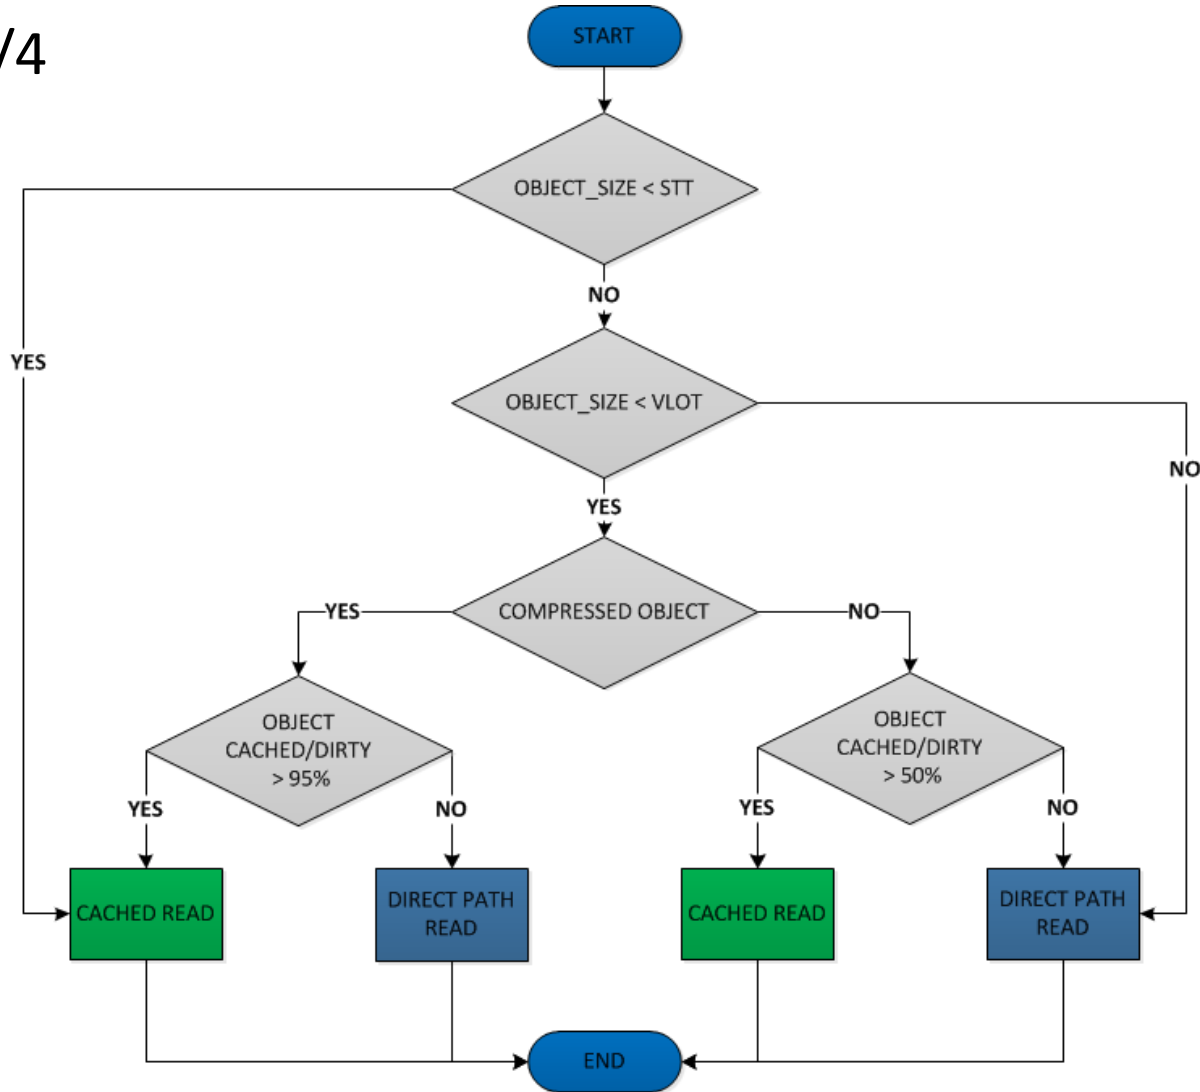 /4
START
OBJECT_SIZE < STT
NO
YES
OBJECT_SIZE < VLOT
NO
YES
COMPRESSED OBJECT
YES
NO
OBJECT
CACHED/DIRTY
> 95%
OBJECT
CACHED/DIRTY
> 50%
YES
NO
YES
NO
CACHED READ
DIRECT PATH
READ
CACHED READ
DIRECT PATH
READ
END